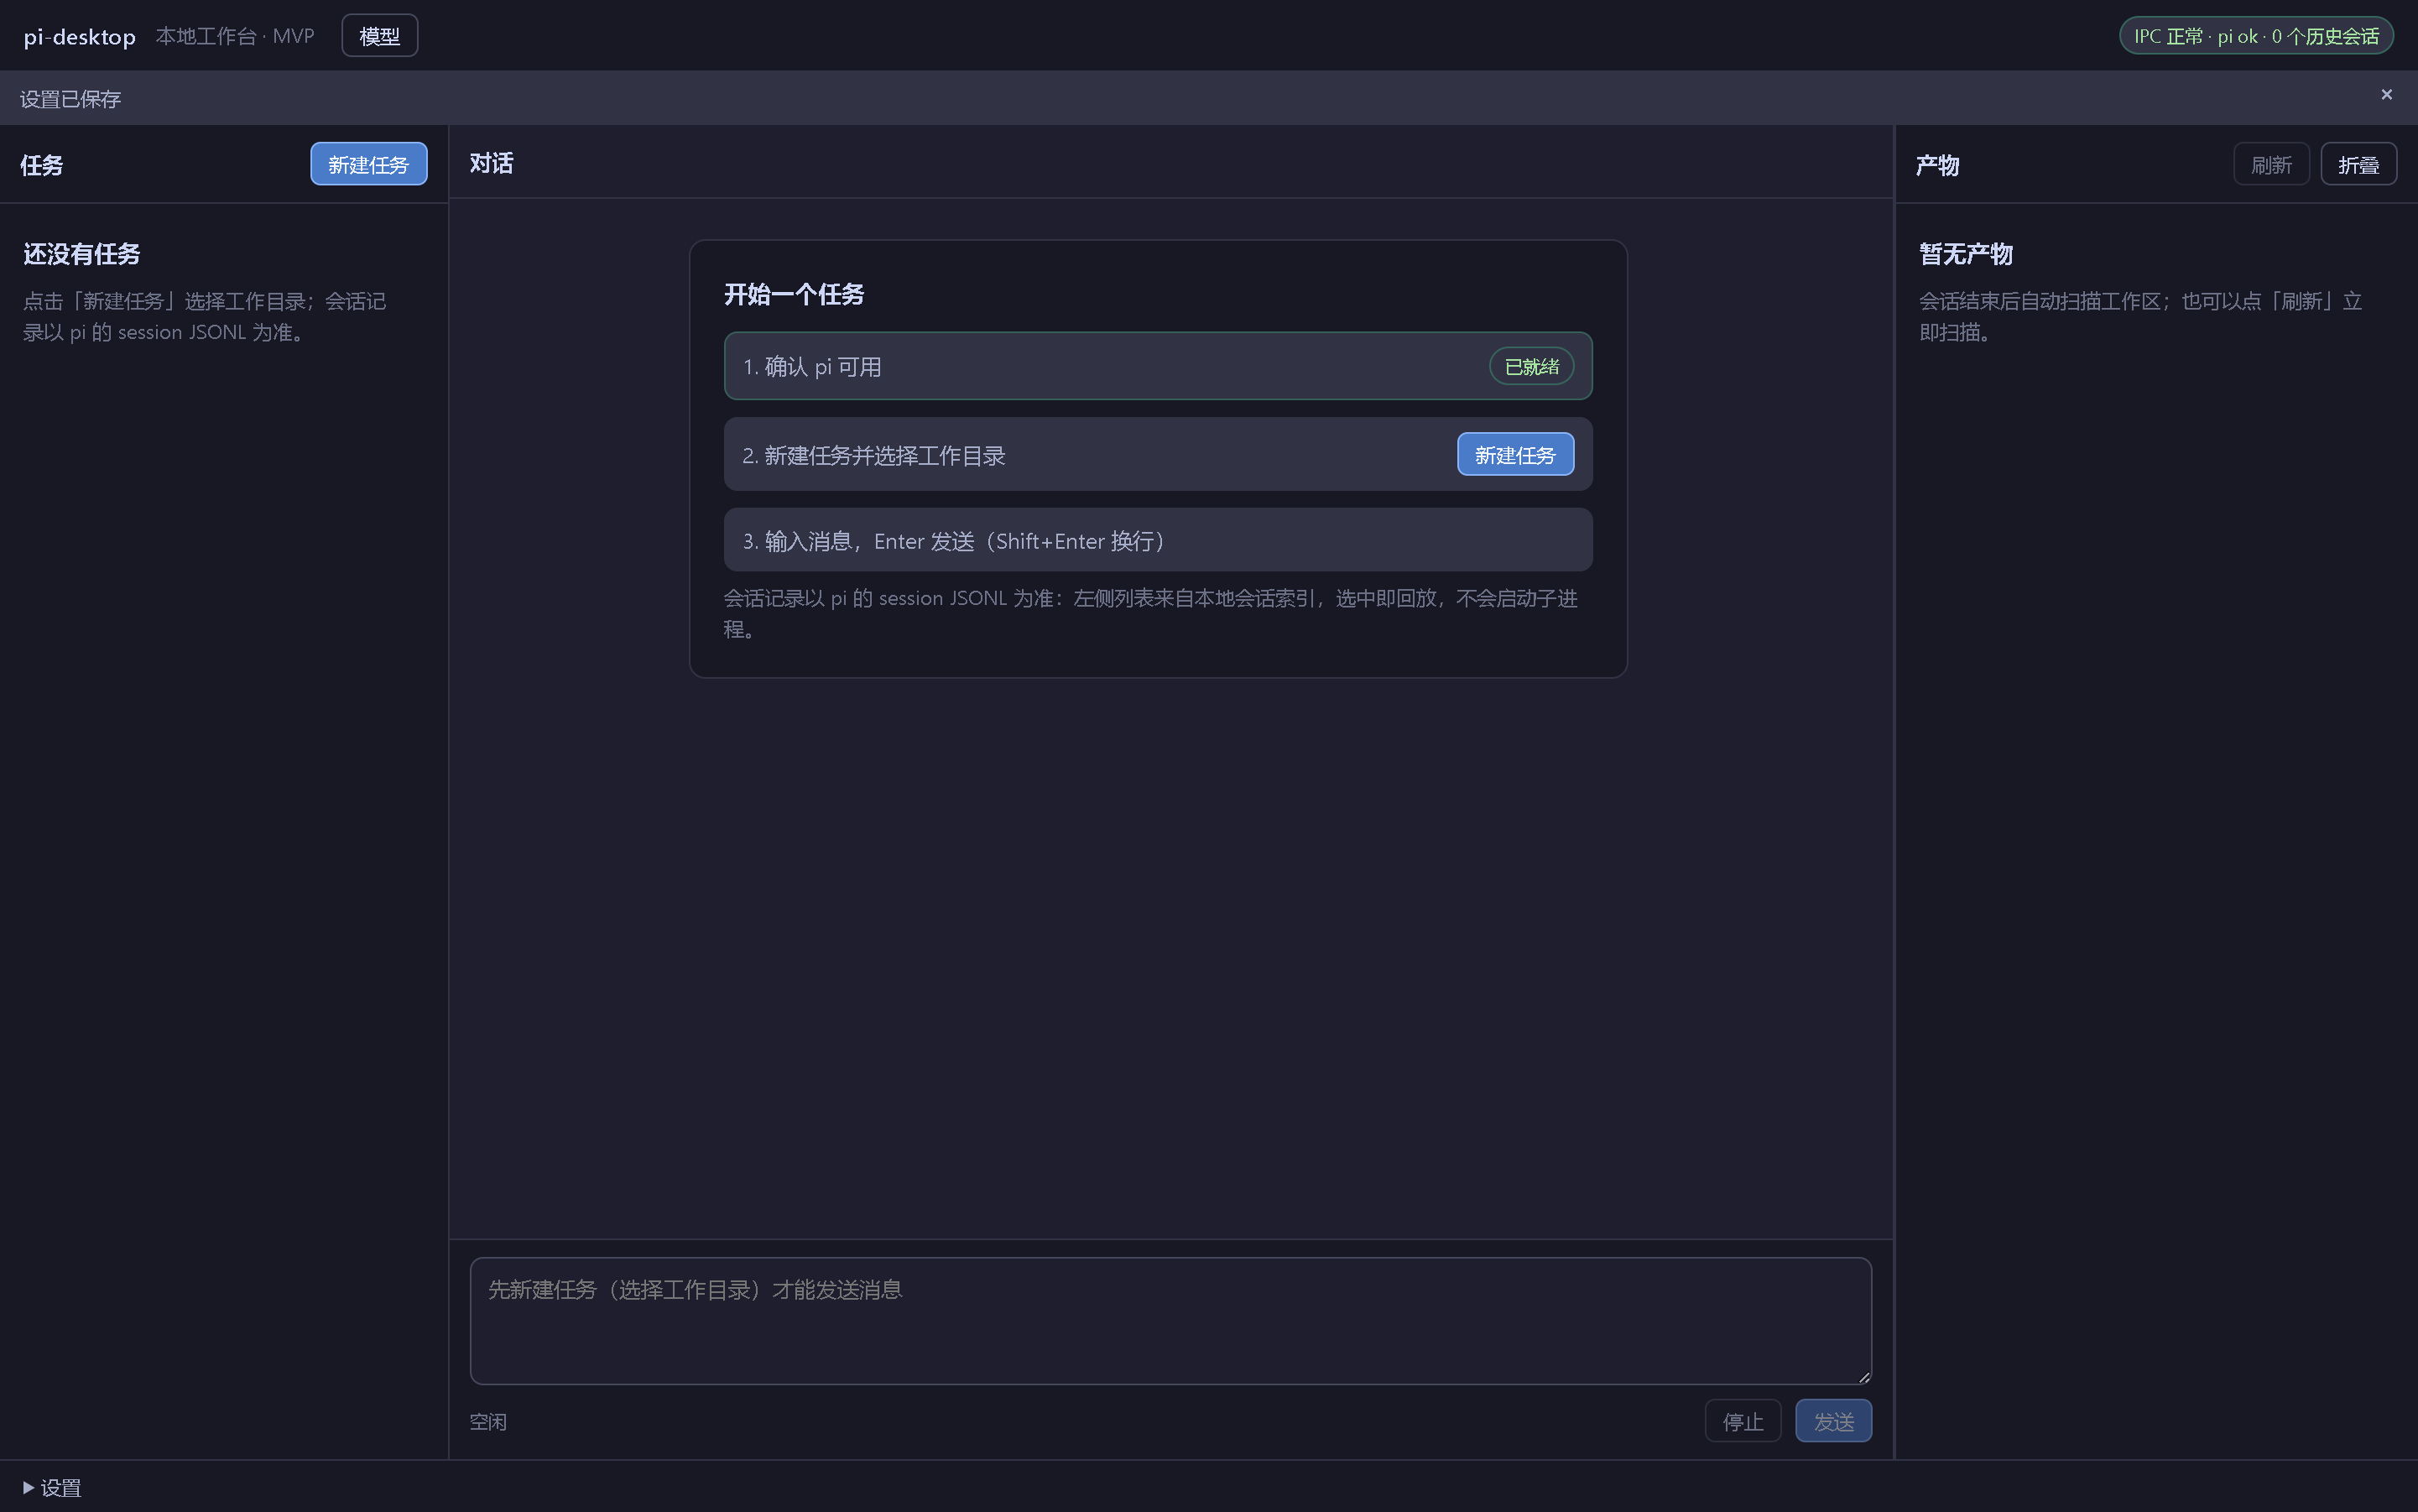 pi-desktop 本地工作台 · MVP 模型
IPC 正常 · pi ok · 0 个历史会话
设置已保存
×
任务
新建任务
还没有任务
点击「新建任务」选择工作目录；会话记
录以 pi 的 session JSONL 为准。
对话
开始一个任务
1. 确认 pi 可用
已就绪
2. 新建任务并选择工作目录
新建任务
3. 输入消息，Enter 发送（Shift+Enter 换行）
会话记录以 pi 的 session JSONL 为准：左侧列表来自本地会话索引，选中即回放，不会启动子进
程。
先新建任务（选择工作目录）才能发送消息
空闲
停止
发送
产物
刷新
折叠
暂无产物
会话结束后自动扫描工作区；也可以点「刷新」立
即扫描。
设置